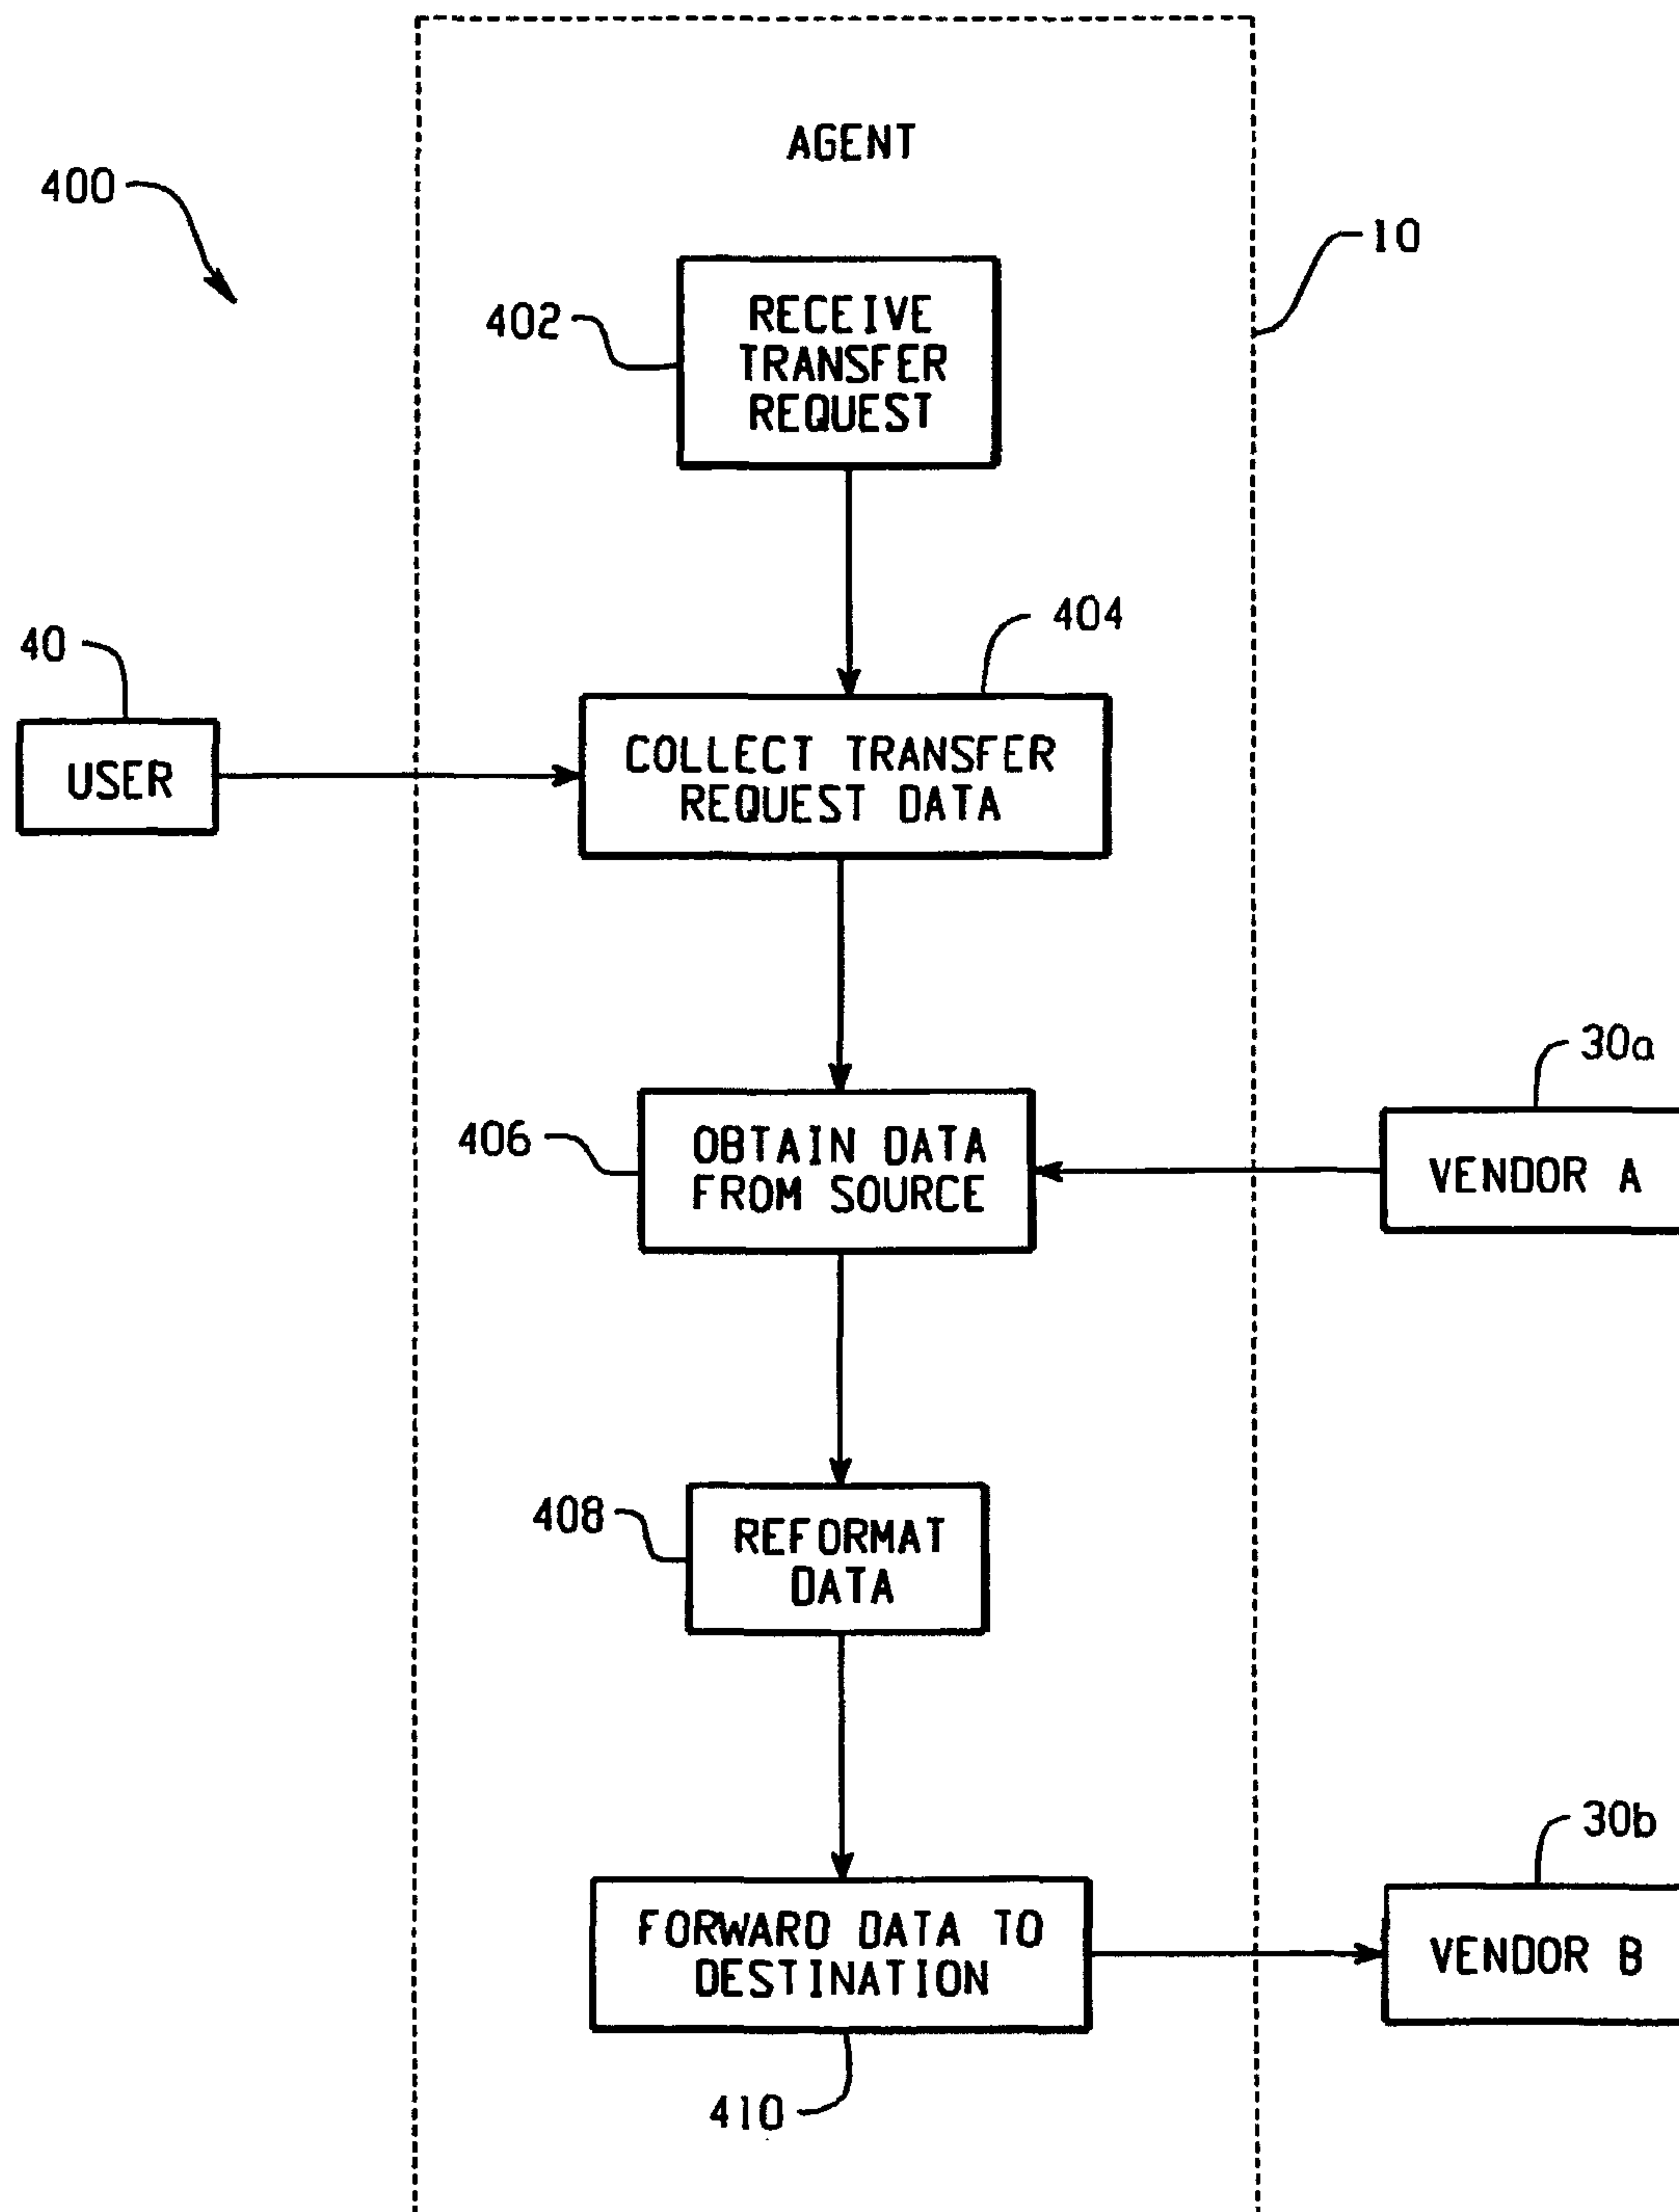 AGENT
400
10
402
RECEIVE
TRANSFER
REQUEST
404
40
COLLECT TRANSFER
REQUEST DATA
USER
30a
406
OBTAIN DATA
FROM SOURCE
VENDOR A
408
REFORMAT
DATA
30b
FORWARD DATA TO
DESTINATION
VENDOR B
410